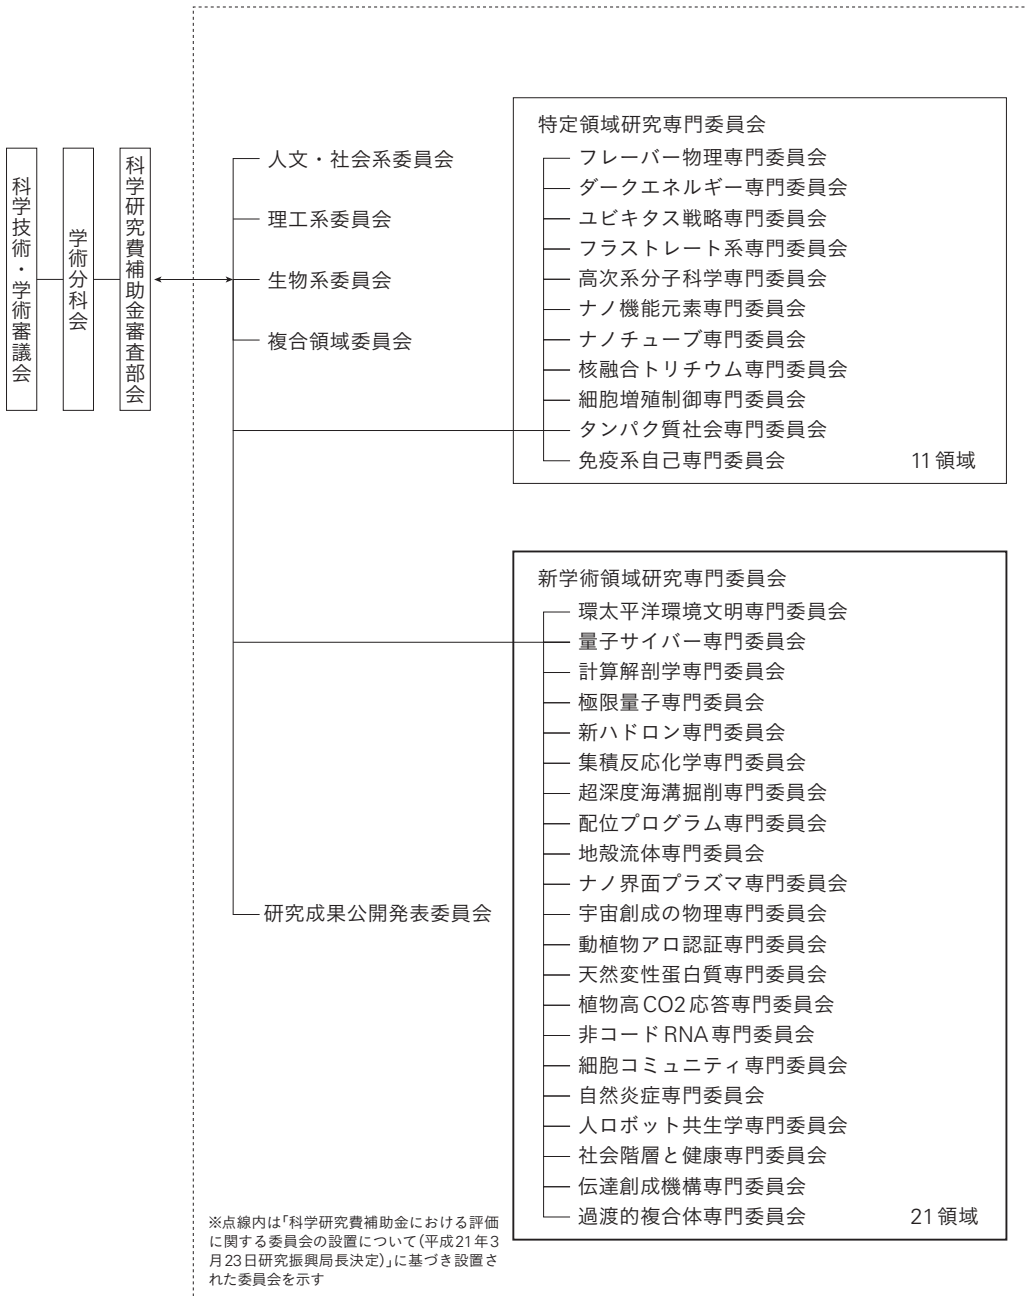 科学技術・学術審議会
学術分科会
科学研究費補助金審査部会
人文・社会系委員会
理工系委員会
生物系委員会
複合領域委員会
特定領域研究専門委員会
フレーバー物理専門委員会
ダークエネルギー専門委員会
ユビキタス戦略専門委員会
フラストレート系専門委員会
高次系分子科学専門委員会
ナノ機能元素専門委員会
ナノチューブ専門委員会
核融合トリチウム専門委員会
細胞増殖制御専門委員会
タンパク質社会専門委員会
免疫系自己専門委員会 11領域
新学術領域研究専門委員会
環太平洋環境文明専門委員会
量子サイバー専門委員会
計算解剖学専門委員会
極限量子専門委員会
新ハドロン専門委員会
集積反応化学専門委員会
超深度海溝掘削専門委員会
配位プログラム専門委員会
地殻流体専門委員会
ナノ界面プラズマ専門委員会
宇宙創成の物理専門委員会
動植物アロ認証専門委員会
天然変性蛋白質専門委員会
植物高CO2応答専門委員会
非コードRNA専門委員会
細胞コミュニティ専門委員会
自然炎症専門委員会
人ロボット共生学専門委員会
社会階層と健康専門委員会
伝達創成機構専門委員会
過渡的複合体専門委員会 21領域
研究成果公開発表委員会
※点線内は「科学研究費補助金における評価
に関する委員会の設置について(平成21年3
月23日研究振興局長決定)」に基づき設置さ
れた委員会を示す